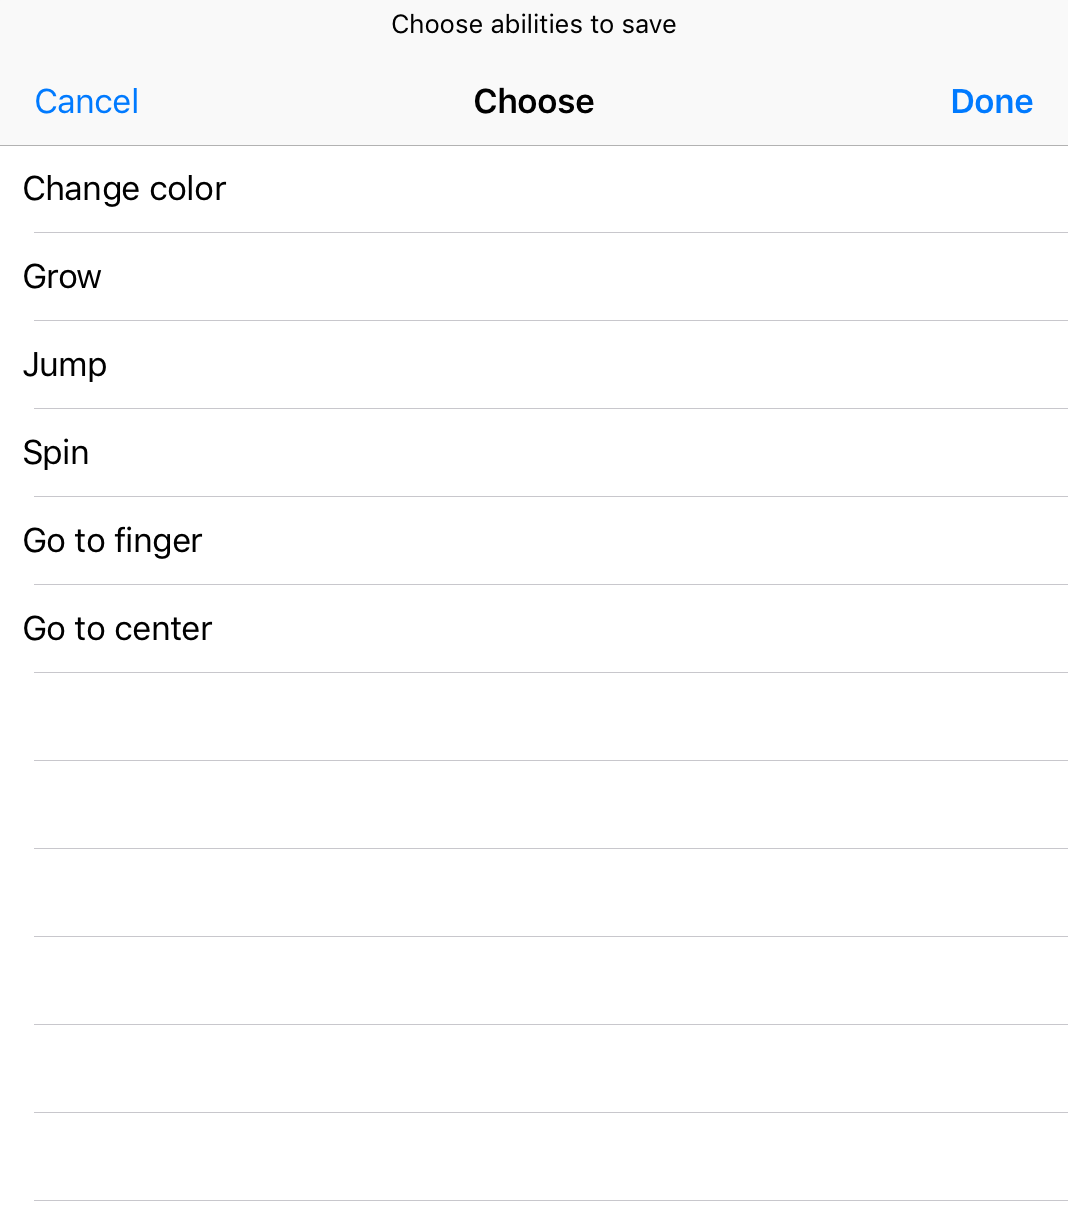 Choose abilities to save
Cancel Choose Done
Change color
Grow
Jump
Spin
Go to finger
Go to center